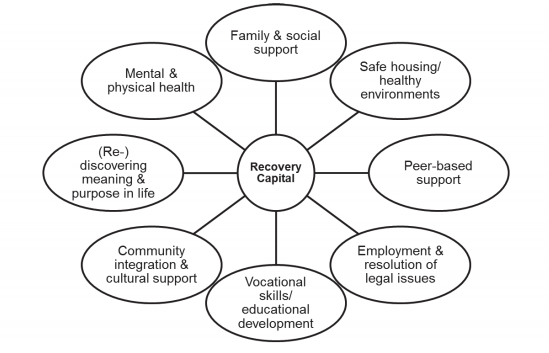 Family & social
support
Mental &
physical health
Safe housing/
healthy
environments
(Re-)
discovering
meaning &
purpose in life
Recovery
Capital
Peer-based
support
Community
integration &
cultural support
Employment &
resolution of
legal issues
Vocational
skills/
educational
development